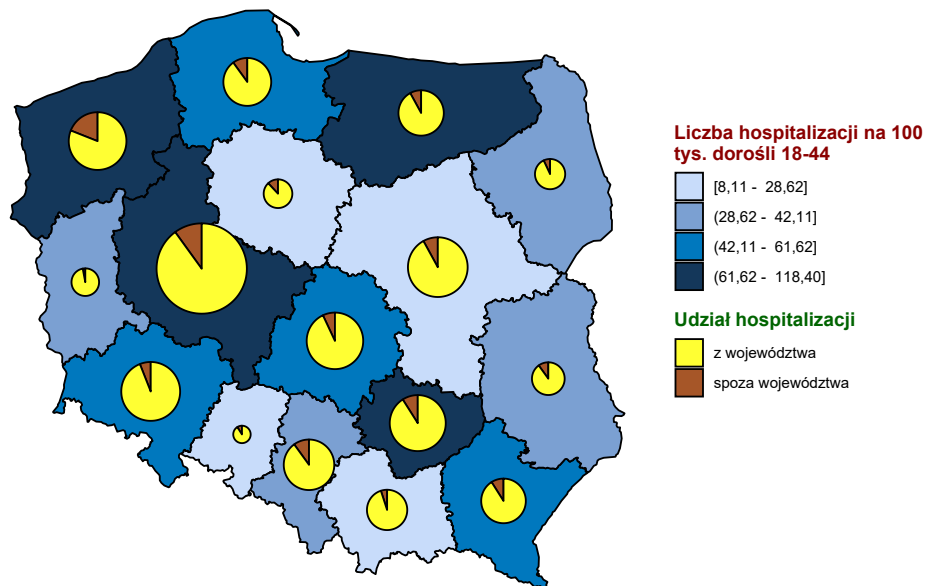 Liczba hospitalizacji na 100
tys. dorośli 18-44
[8,11 - 28,62]
(28,62 - 42,11]
(42,11 - 61,62]
(61,62 - 118,40]
Udział hospitalizacji
z województwa
spoza województwa